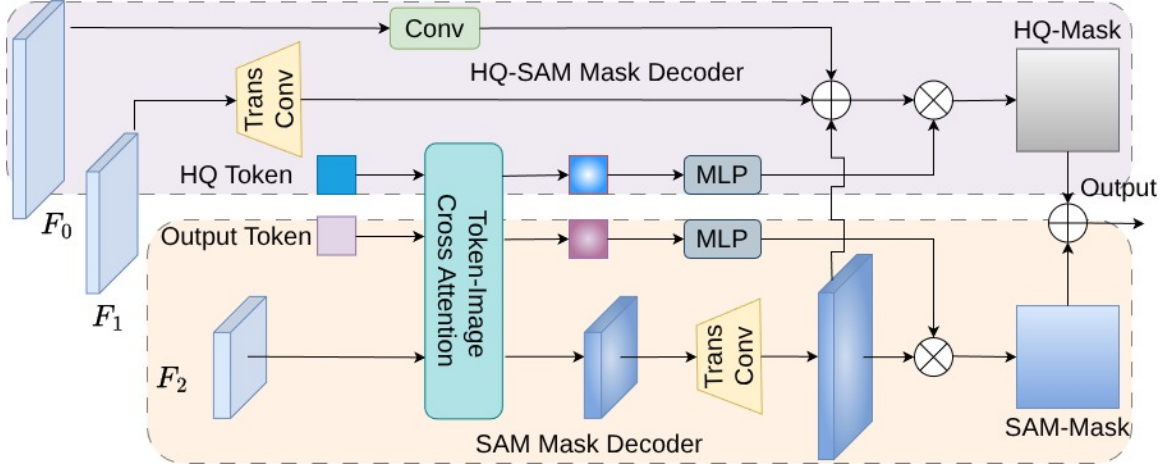 Conv
HQ-Mask
HQ-SAM Mask Decoder
Trans
Conv
HQ Token
MLP
Output
F0
Output Token
Token-Image
Cross Attention
MLP
F1
F2
Trans
Conv
SAM-Mask
SAM Mask Decoder